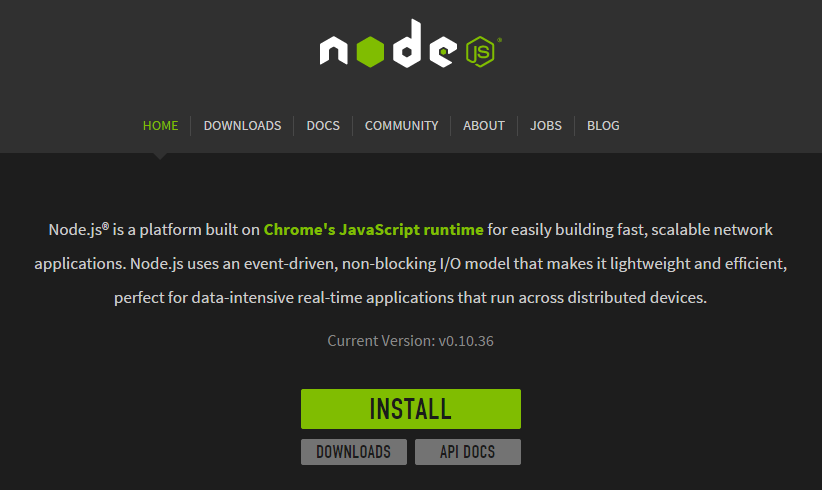 node JS®
HOME DOWNLOADS DOCS COMMUNITY ABOUT JOBS BLOG
Node.js® is a platform built on Chrome's JavaScript runtime for easily building fast, scalable network
applications. Node.js uses an event-driven, non-blocking I/O model that makes it lightweight and efficient,
perfect for data-intensive real-time applications that run across distributed devices.
Current Version: v0.10.36
INSTALL
DOWNLOADS API DOCS